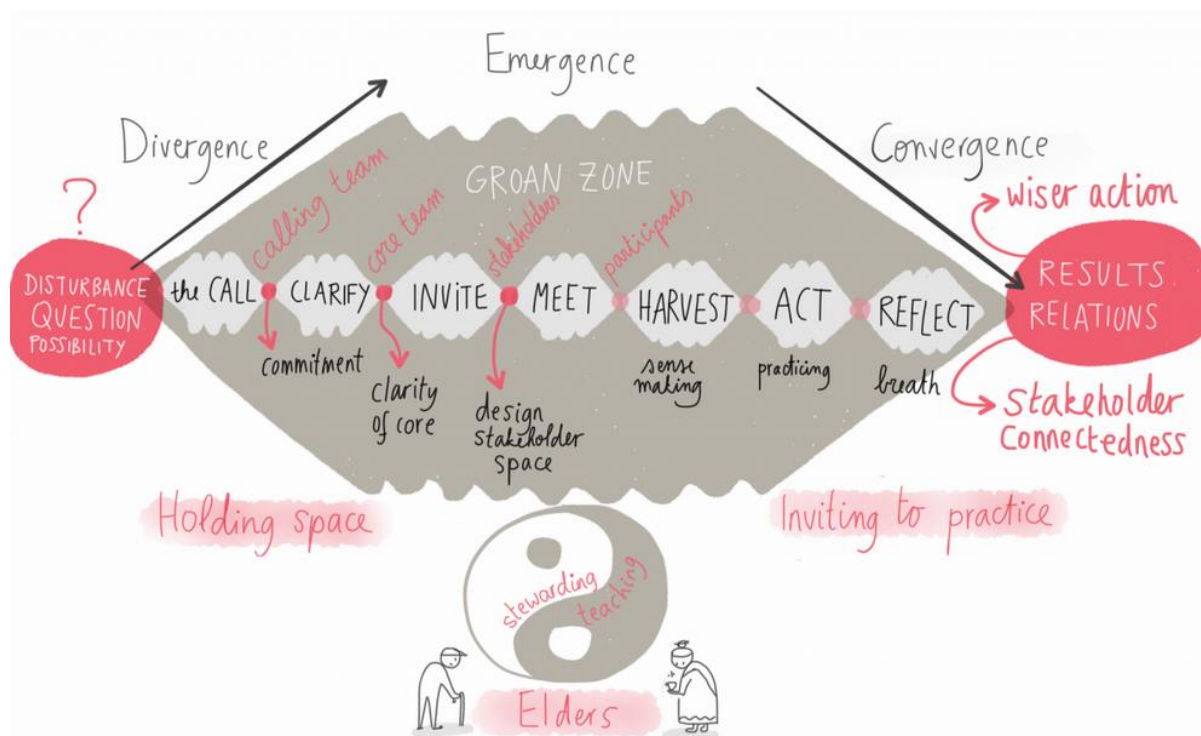 Emergence
Divergence
Convergence
GROAN ZONE
?
calling team
core team
stakeholders
participants
wiser action
DISTURBANCE
QUESTION
POSSIBILITY
the CALL
CLARIFY
INVITE
MEET
HARVEST
ACT
REFLECT
RESULTS
RELATIONS
commitment
clarity
of core
design
stakeholder
space
sense
making
practicing
breath
stakeholder
connectedness
Holding space
Inviting to practice
stewarding
teaching
Elders